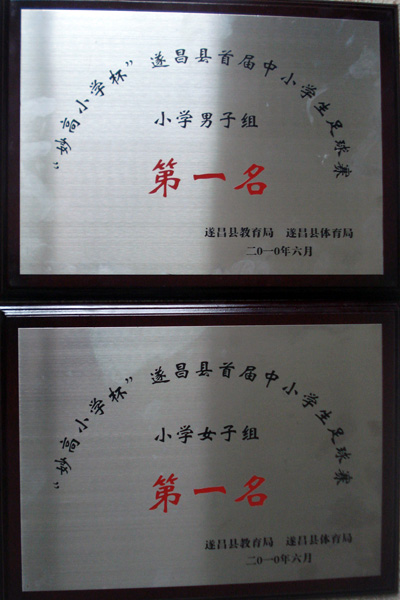 “妙高小学杯” 遂昌县首届中小学生足球赛
小学男子组
第一名
遂昌县教育局 遂昌县体育局
二O一O年六月
“妙高小学杯” 遂昌县首届中小学生足球赛
小学女子组
第一名
遂昌县教育局 遂昌县体育局
二O一O年六月